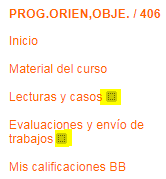 PROG.ORIEN,OBJE. / 406
Inicio
Material del curso
Lecturas y casos
Evaluaciones y envío de
trabajos
Mis calificaciones BB